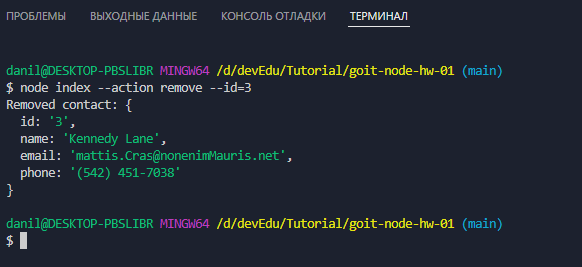 ПРОБЛЕМЫ ВЫХОДНЫЕ ДАННЫЕ КОНСОЛЬ ОТЛАДКИ ТЕРМИНАЛ
danil@DESKTOP-PBSLIBR MINGW64 /d/devEdu/Tutorial/goit-node-hw-01 (main)
$ node index --action remove --id=3
Removed contact: {
  id: '3',
  name: 'Kennedy Lane',
  email: 'mattis.Cras@nonenimMauris.net',
  phone: '(542) 451-7038'
}
danil@DESKTOP-PBSLIBR MINGW64 /d/devEdu/Tutorial/goit-node-hw-01 (main)
$